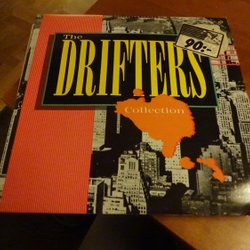 The
DRIFTERS
Collection
90:-